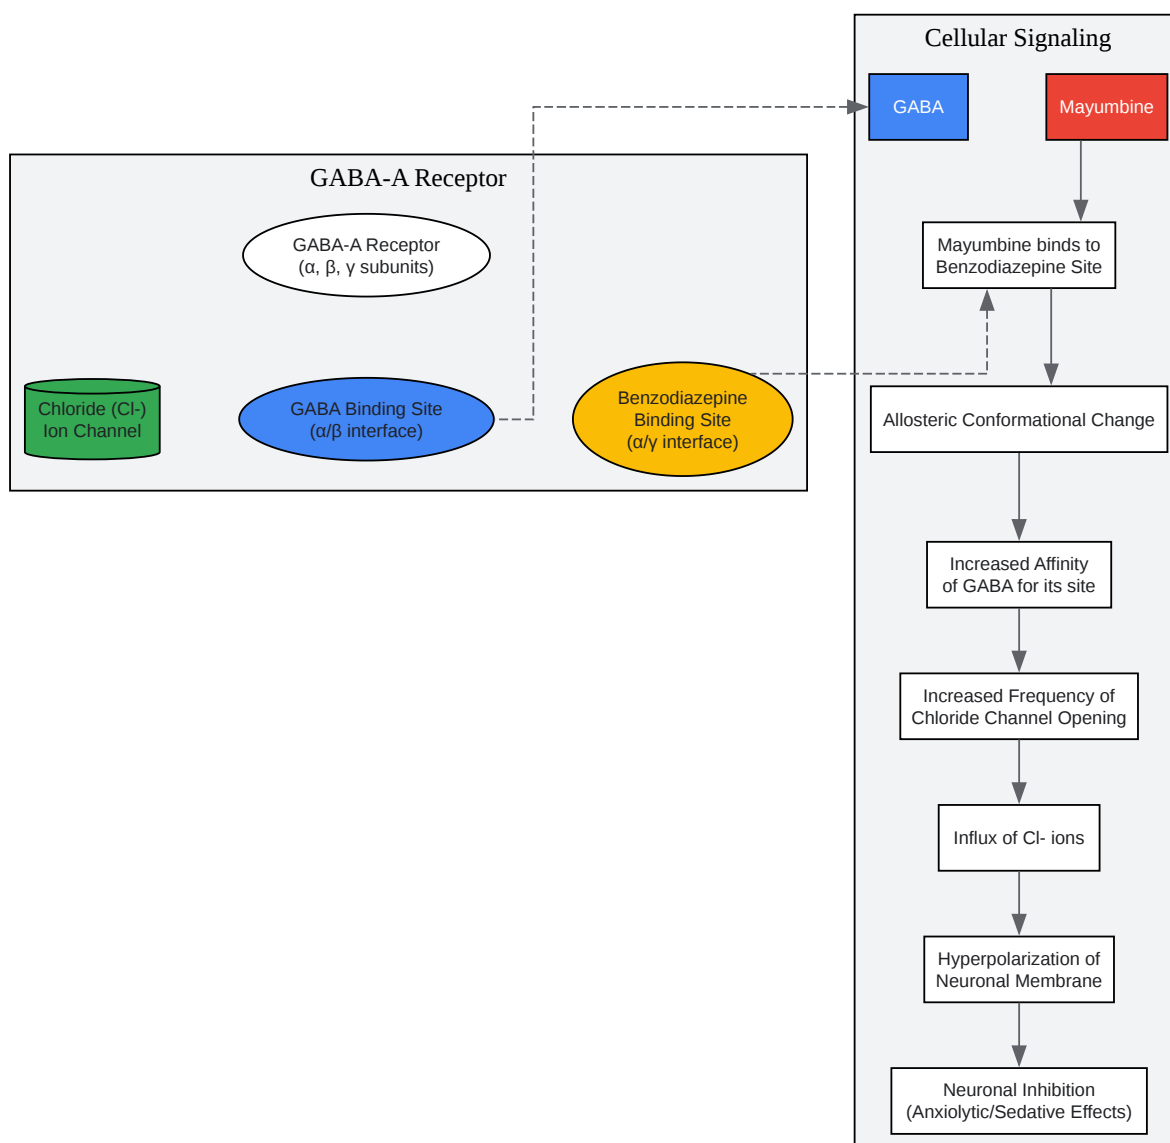 GABA-A Receptor
GABA-A Receptor
(α, β, γ subunits)
Chloride (Cl-)
Ion Channel
GABA Binding Site
(α/β interface)
Benzodiazepine
Binding Site
(α/γ interface)
Cellular Signaling
GABA
Mayumbine
Mayumbine binds to
Benzodiazepine Site
Allosteric Conformational Change
Increased Affinity
of GABA for its site
Increased Frequency of
Chloride Channel Opening
Influx of Cl- ions
Hyperpolarization of
Neuronal Membrane
Neuronal Inhibition
(Anxiolytic/Sedative Effects)